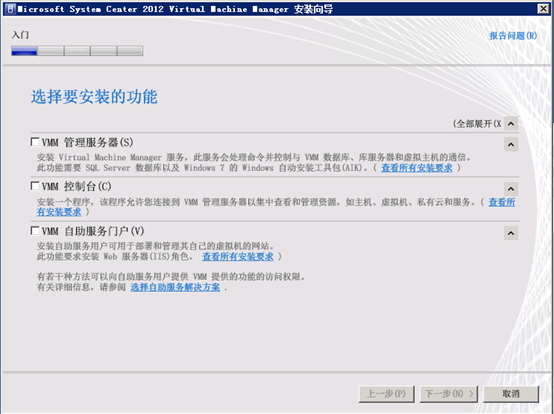 Microsoft System Center 2012 Virtual Machine Manager 安装向导
入门
报告问题(R)
选择要安装的功能
(全部展开(X
VMM 管理服务器(S)
安装 Virtual Machine Manager 服务，此服务会处理命令并控制与 VMM 数据库、库服务器和虚拟主机的通信。
此功能需要 SQL Server 数据库以及 Windows 7 的 Windows 自动安装工具包(AIK)。( 查看所有安装要求 )
VMM 控制台(C)
安装一个程序，该程序允许您连接到 VMM 管理服务器以集中查看和管理资源，如主机、虚拟机、私有云和服务。( 查看所
有安装要求 )
VMM 自助服务门户(V)
安装自助服务用户可用于部署和管理其自己的虚拟机的网站。
此功能要求安装 Web 服务器(IIS)角色。 查看所有安装要求 )
有若干种方法可以向自助服务用户提供 VMM 提供的功能的访问权限。
有关详细信息，请参阅 选择自助服务解决方案 .
上一步(P)
下一步(N) >
取消